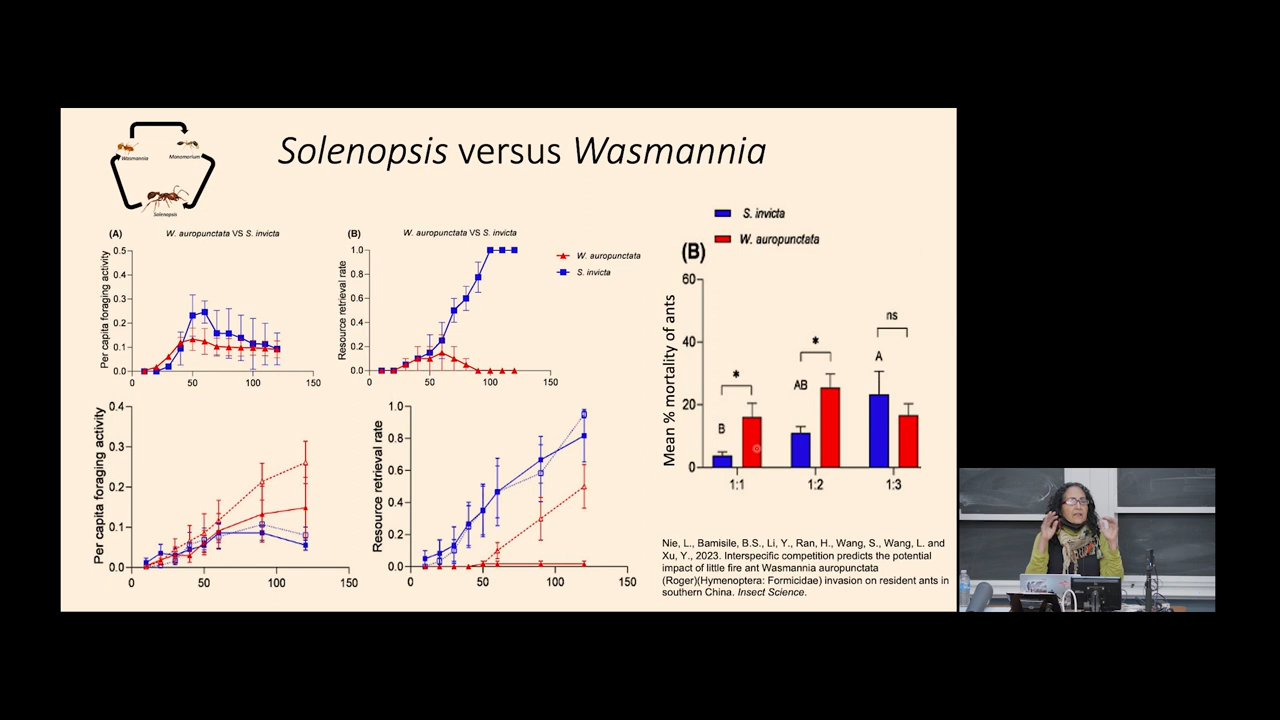 Solenopsis versus Wasmannia
Wasmannia
Monomorium
Solenopsis
(A)
W. auropunctata VS S. invicta
Per capita foraging activity
0.5
0.4
0.3
0.2
0.1
0.0
0
50
100
150
(B)
W. auropunctata VS S. invicta
Resource retrieval rate
1.0
0.8
0.6
0.4
0.2
0.0
0
50
100
150
W. auropunctata
S. invicta
Per capita foraging activity
0.4
0.3
0.2
0.1
0.0
0
50
100
150
Resource retrieval rate
1.0
0.8
0.6
0.4
0.2
0.0
0
50
100
150
S. invicta
W. auropunctata
(B)
Mean % mortality of ants
60
40
20
0
*
*
ns
B
AB
A
1:1
1:2
1:3
Nie, L., Bamisile, B.S., Li, Y., Ran, H., Wang, S., Wang, L. and
Xu, Y., 2023. Interspecific competition predicts the potential
impact of little fire ant Wasmannia auropunctata
(Roger)(Hymenoptera: Formicidae) invasion on resident ants in
southern China. Insect Science.